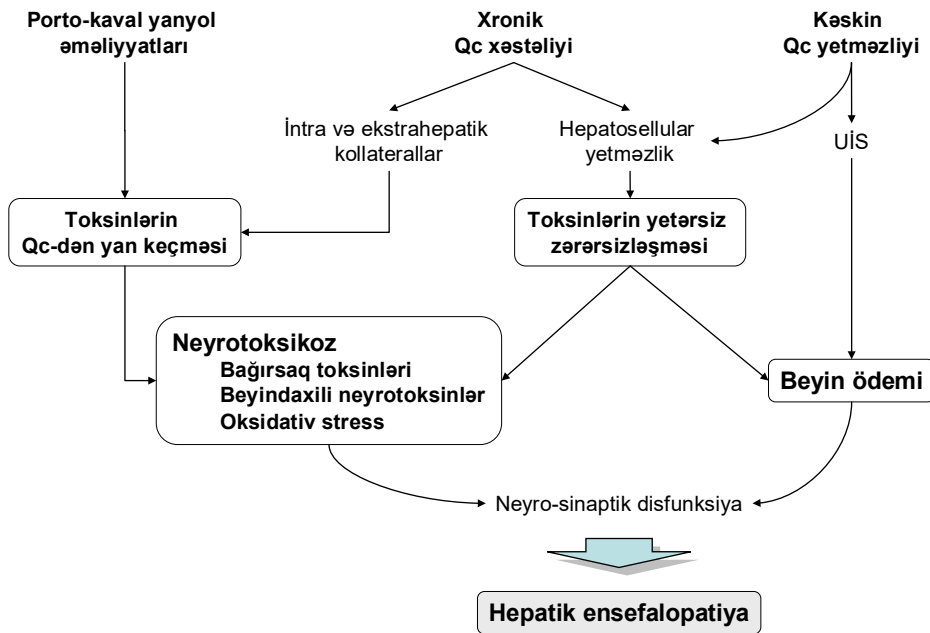 Porto-kaval yanyol
əməliyyatları
Xronik
Qc xəstəliyi
Kəskin
Qc yetməzliyi
İntra və ekstrahepatik
kollaterallar
Hepatosellular
yetməzlik
UİS
Toksinlərin
Qc-dən yan keçməsi
Toksinlərin yetərsiz
zərərsizləşməsi
Neyrotoksikoz
Bağırsaq toksinləri
Beyindaxili neyrotoksinlər
Oksidativ stress
Beyin ödemi
Neyro-sinaptik disfunksiya
Hepatik ensefalopatiya